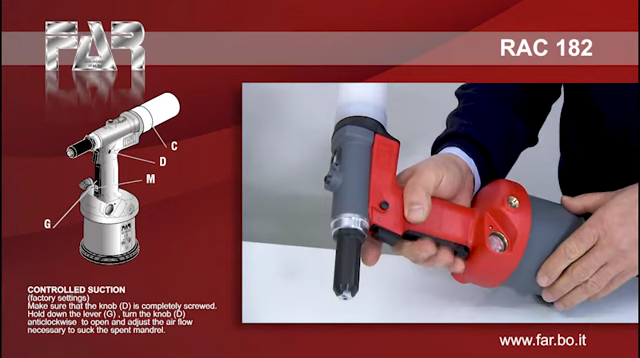 FAR
RAC 182
C
D
M
G
CONTROLLED SUCTION
(factory settings)
Make sure that the knob (D) is completely screwed.
Hold down the lever (G) , turn the knob (D)
anticlockwise to open and adjust the air flow
necessary to suck the spent mandrel.
www.far.bo.it